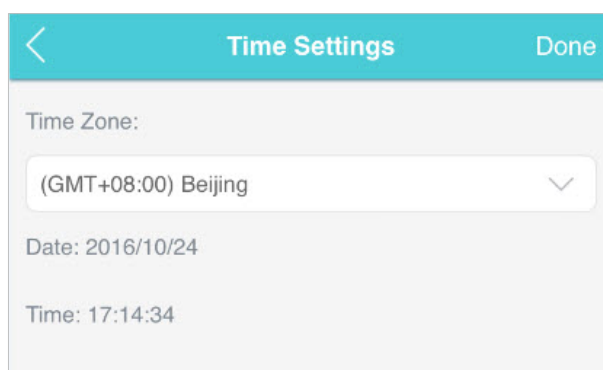 Time Settings Done
Time Zone:
(GMT+08:00) Beijing
Date: 2016/10/24
Time: 17:14:34